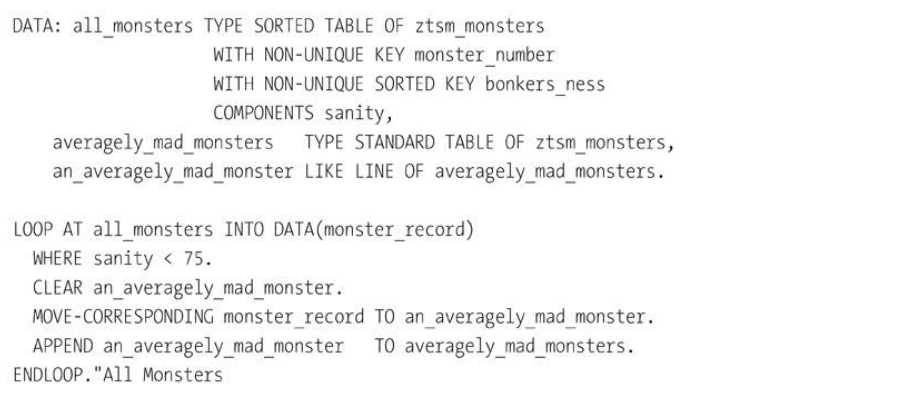 DATA: all_monsters TYPE SORTED TABLE OF ztsm_monsters
WITH NON-UNIQUE KEY monster_number
WITH NON-UNIQUE SORTED KEY bonkers_ness
COMPONENTS sanity,
averagely_mad_monsters TYPE STANDARD TABLE OF ztsm_monsters,
an_averagely_mad_monster LIKE LINE OF averagely_mad_monsters.
LOOP AT all_monsters INTO DATA(monster_record)
WHERE sanity < 75.
CLEAR an_averagely_mad_monster.
MOVE-CORRESPONDING monster_record TO an_averagely_mad_monster.
APPEND an_averagely_mad_monster TO averagely_mad_monsters.
ENDLOOP."All Monsters